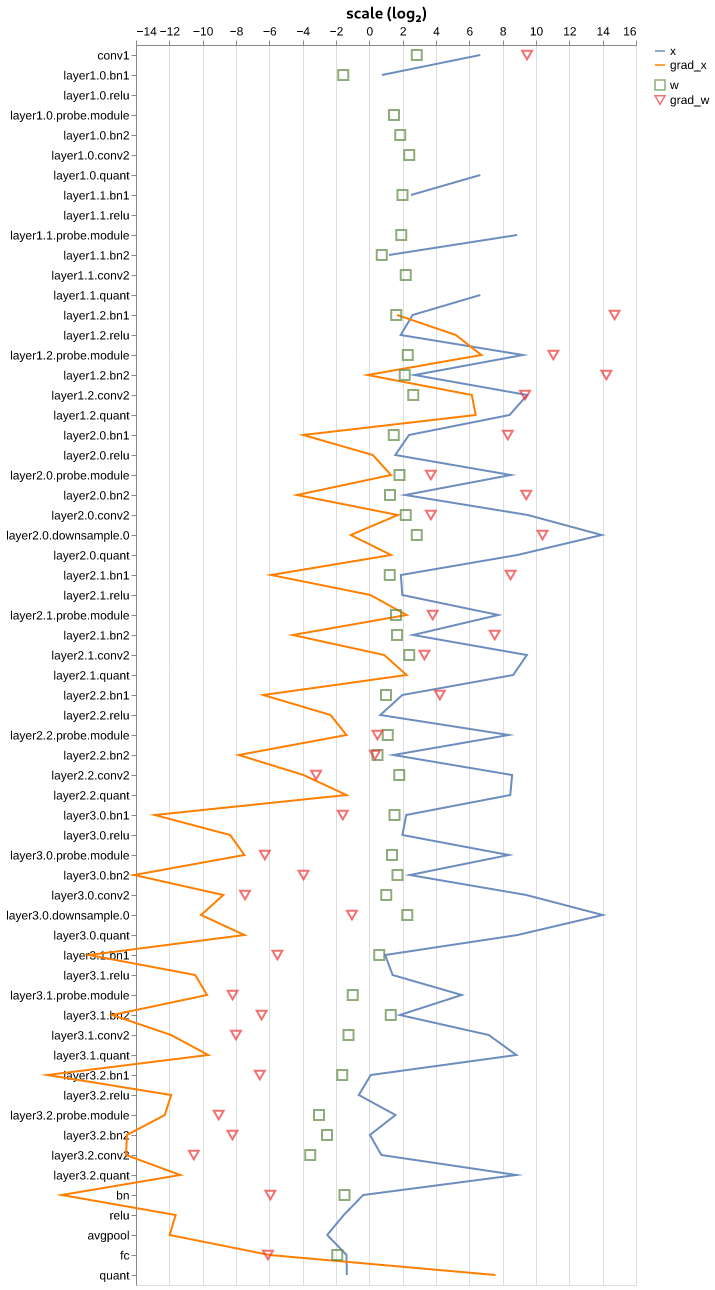 scale (log₂)
−14 −12 −10 −8 −6 −4 −2 0 2 4 6 8 10 12 14 16
x
grad_x
w
grad_w
conv1
layer1.0.bn1
layer1.0.relu
layer1.0.probe.module
layer1.0.bn2
layer1.0.conv2
layer1.0.quant
layer1.1.bn1
layer1.1.relu
layer1.1.probe.module
layer1.1.bn2
layer1.1.conv2
layer1.1.quant
layer1.2.bn1
layer1.2.relu
layer1.2.probe.module
layer1.2.bn2
layer1.2.conv2
layer1.2.quant
layer2.0.bn1
layer2.0.relu
layer2.0.probe.module
layer2.0.bn2
layer2.0.conv2
layer2.0.downsample.0
layer2.0.quant
layer2.1.bn1
layer2.1.relu
layer2.1.probe.module
layer2.1.bn2
layer2.1.conv2
layer2.1.quant
layer2.2.bn1
layer2.2.relu
layer2.2.probe.module
layer2.2.bn2
layer2.2.conv2
layer2.2.quant
layer3.0.bn1
layer3.0.relu
layer3.0.probe.module
layer3.0.bn2
layer3.0.conv2
layer3.0.downsample.0
layer3.0.quant
layer3.1.bn1
layer3.1.relu
layer3.1.probe.module
layer3.1.bn2
layer3.1.conv2
layer3.1.quant
layer3.2.bn1
layer3.2.relu
layer3.2.probe.module
layer3.2.bn2
layer3.2.conv2
layer3.2.quant
bn
relu
avgpool
fc
quant